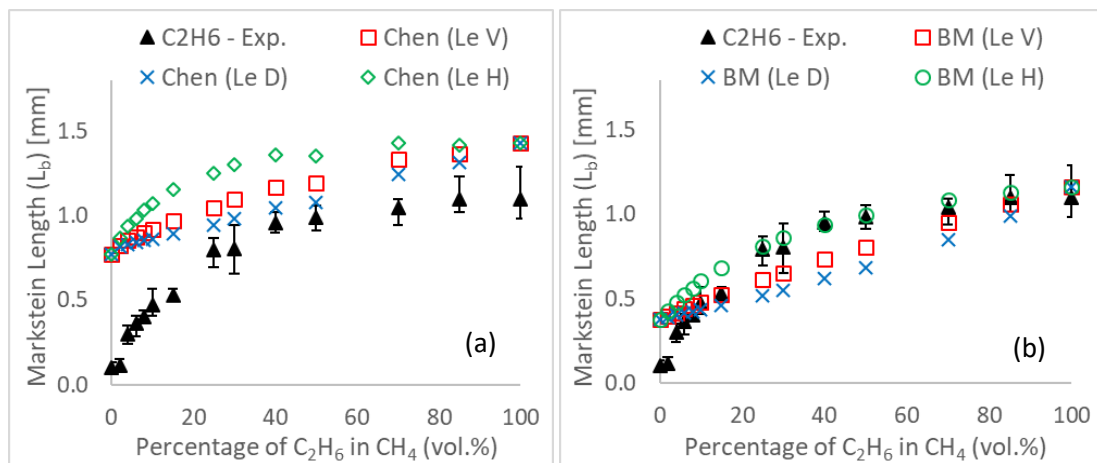 ▲ C2H6 - Exp. □ Chen (Le V)
× Chen (Le D) ◇ Chen (Le H)
Markstein Length (L_b) [mm]
1.5
1.0
0.5
0.0
(a)
0 20 40 60 80 100
Percentage of C₂H₆ in CH₄ (vol.%)
▲ C2H6 - Exp. □ BM (Le V)
× BM (Le D) ○ BM (Le H)
Markstein Length (L_b) [mm]
1.5
1.0
0.5
0.0
(b)
0 20 40 60 80 100
Percentage of C₂H₆ in CH₄ (vol.%)